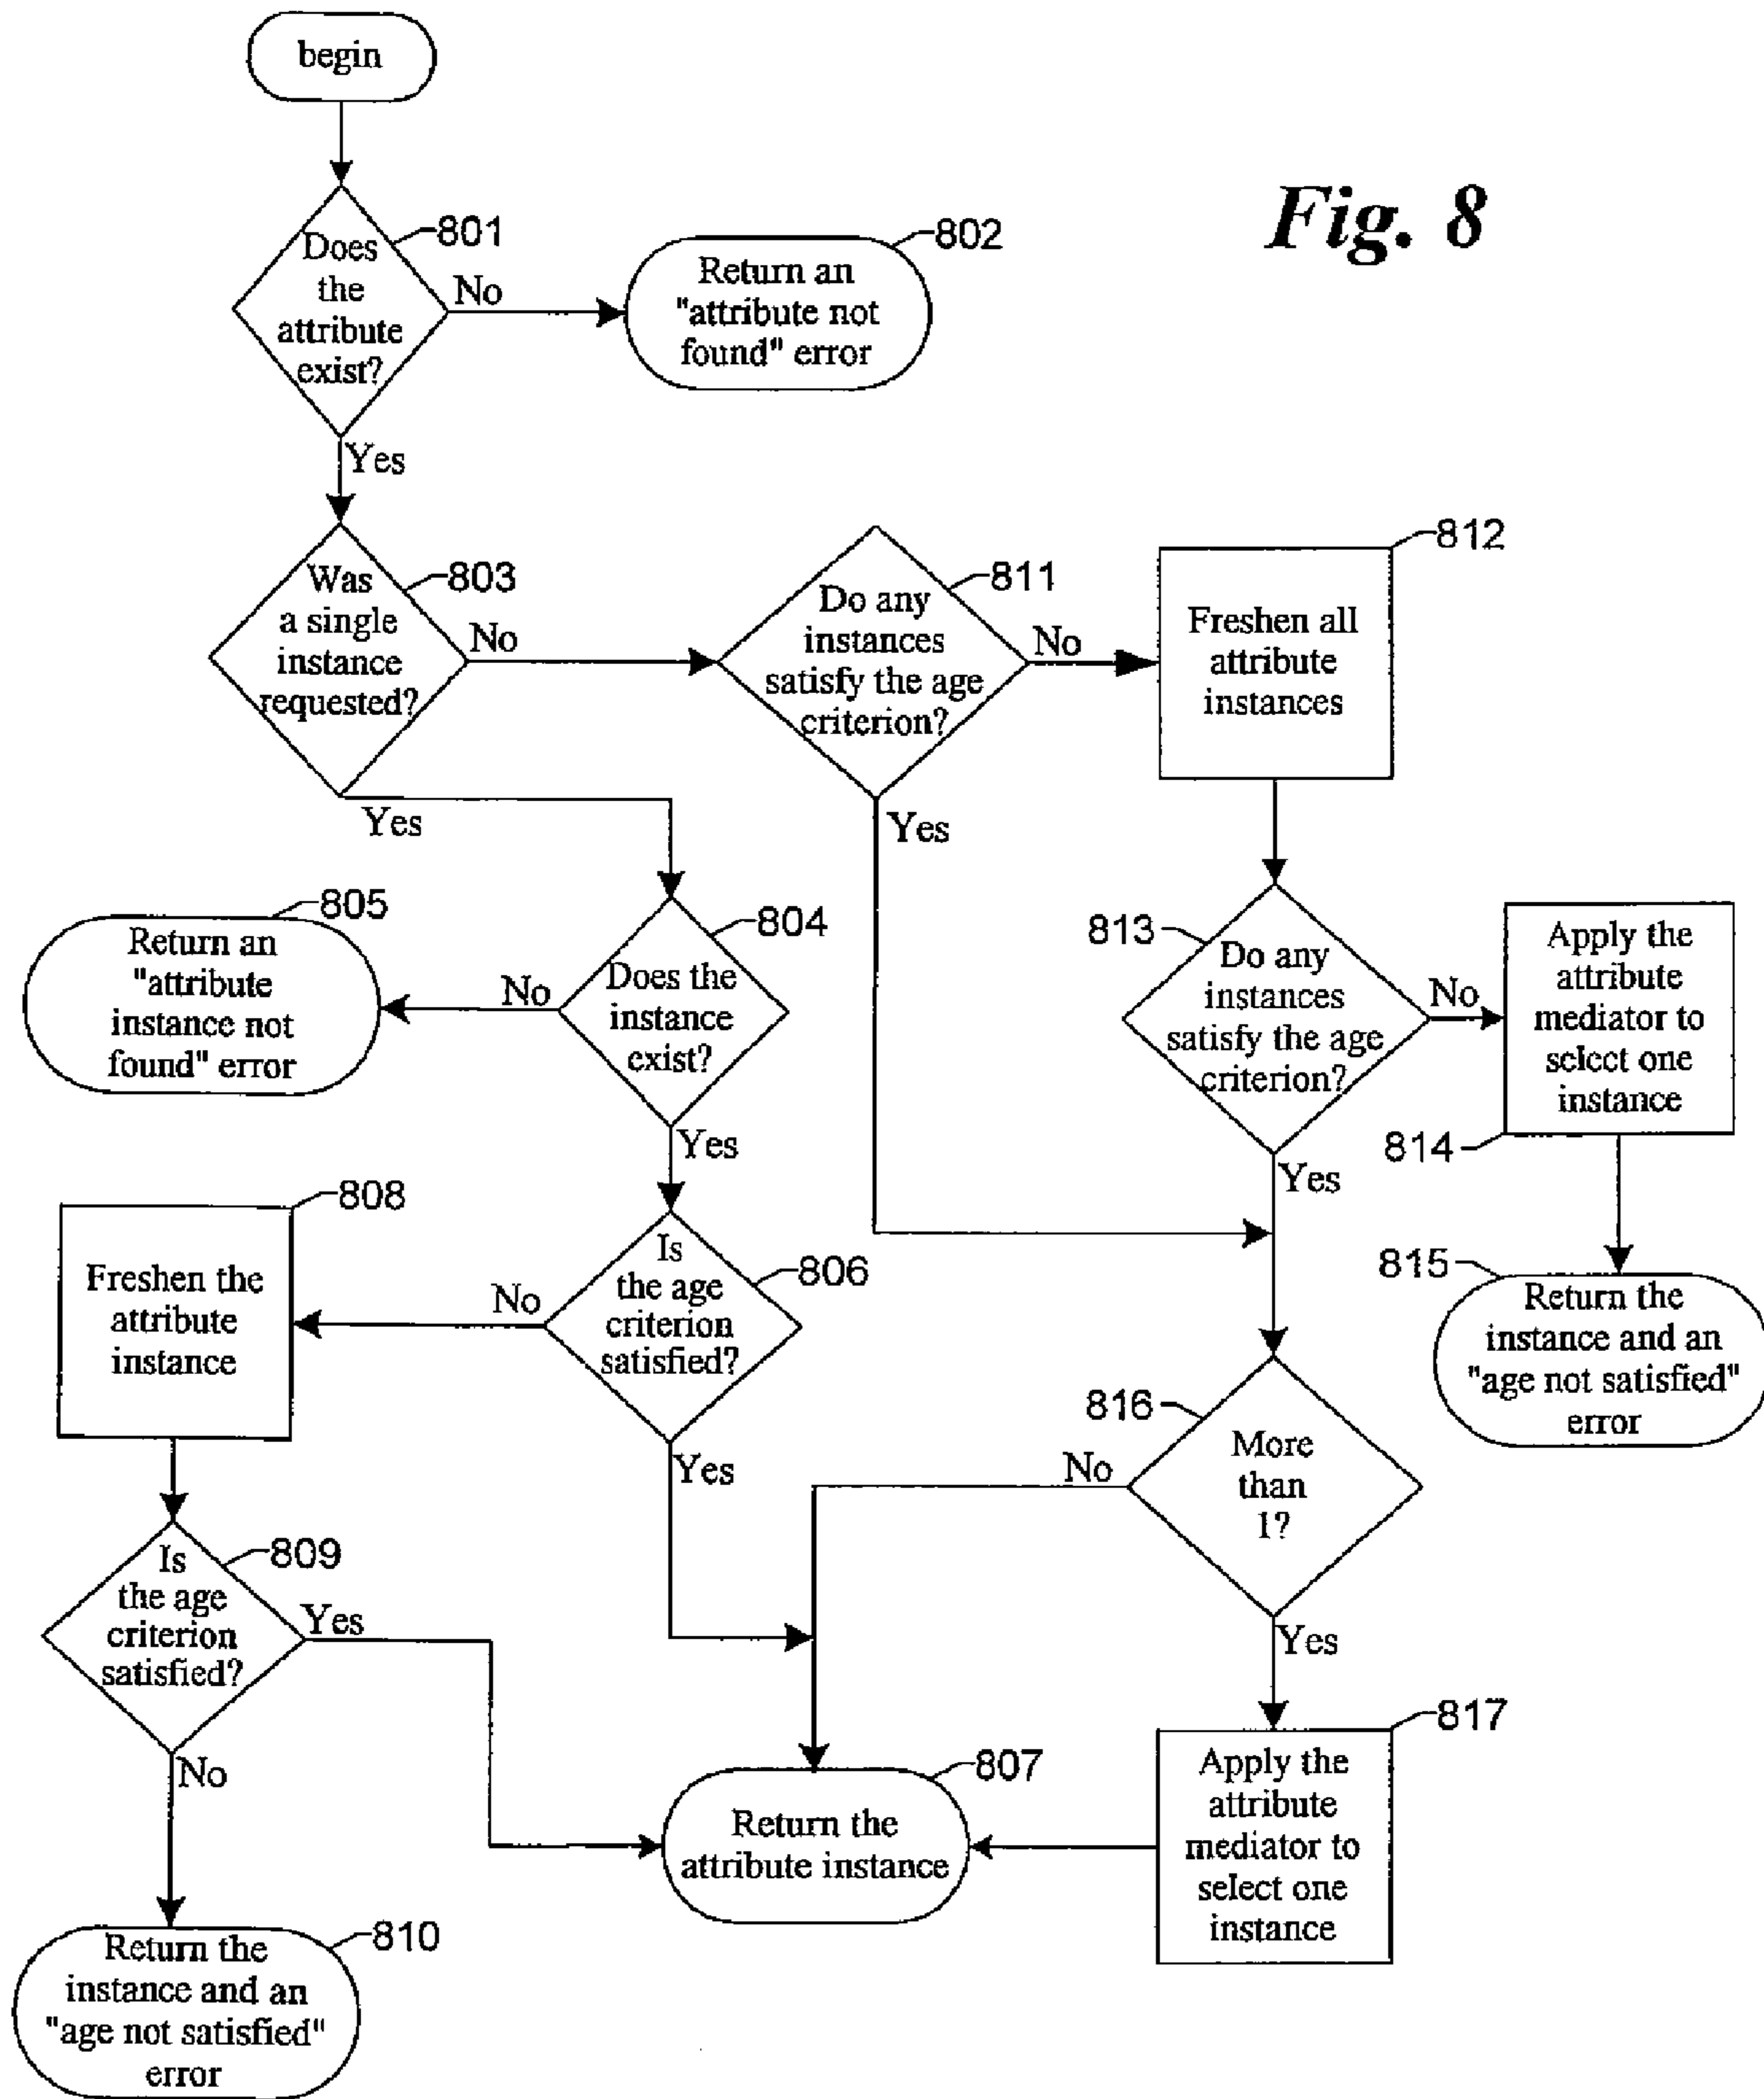 begin
Fig. 8
801
Does
the
attribute
exist?
No
802
Return an
"attribute not
found" error
Yes
803
Was
a single
instance
requested?
No
811
Do any
instances
satisfy the age
criterion?
No
812
Freshen all
attribute
instances
Yes
Yes
805
Return an
"attribute
instance not
found" error
804
Does the
instance
exist?
No
813
Do any
instances
satisfy the age
criterion?
No
Apply the
attribute
mediator to
select one
instance
814
Yes
Yes
808
Freshen the
attribute
instance
806
Is
the age
criterion
satisfied?
No
815
Return the
instance and an
"age not satisfied"
error
816
More
than
1?
No
Yes
Yes
809
Is
the age
criterion
satisfied?
Yes
No
807
Return the
attribute instance
817
Apply the
attribute
mediator to
select one
instance
810
Return the
instance and an
"age not satisfied"
error